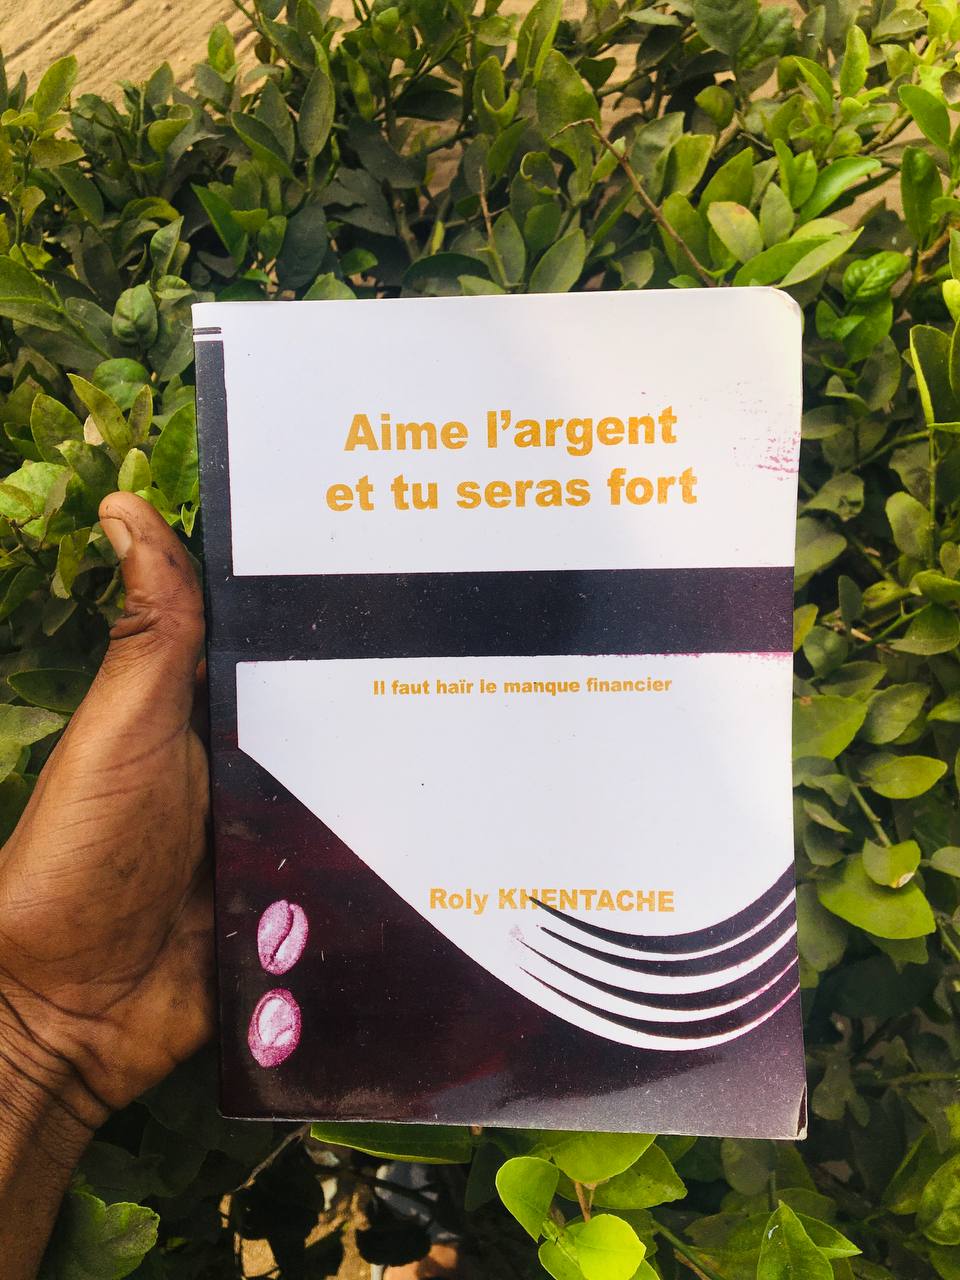 Aime l'argent
et tu seras fort
Il faut haïr le manque financier
Roly KHENTACHE